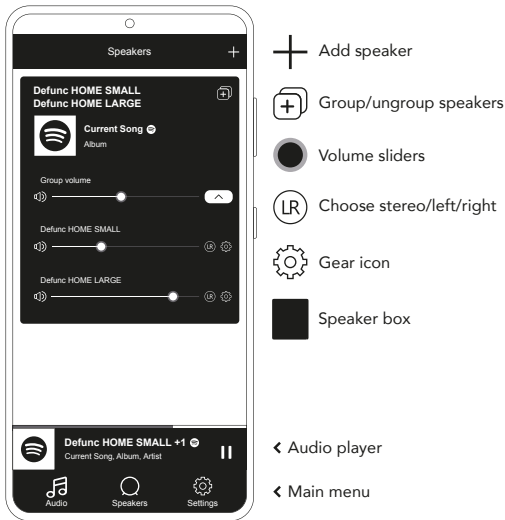 Speakers +
Defunc HOME SMALL
Defunc HOME LARGE
Current Song
Album
Group volume
Defunc HOME SMALL
LR
Defunc HOME LARGE
LR
Defunc HOME SMALL +1
Current Song, Album, Artist
Audio Speakers Settings
Add speaker
Group/ungroup speakers
Volume sliders
LR Choose stereo/left/right
Gear icon
Speaker box
Audio player
Main menu